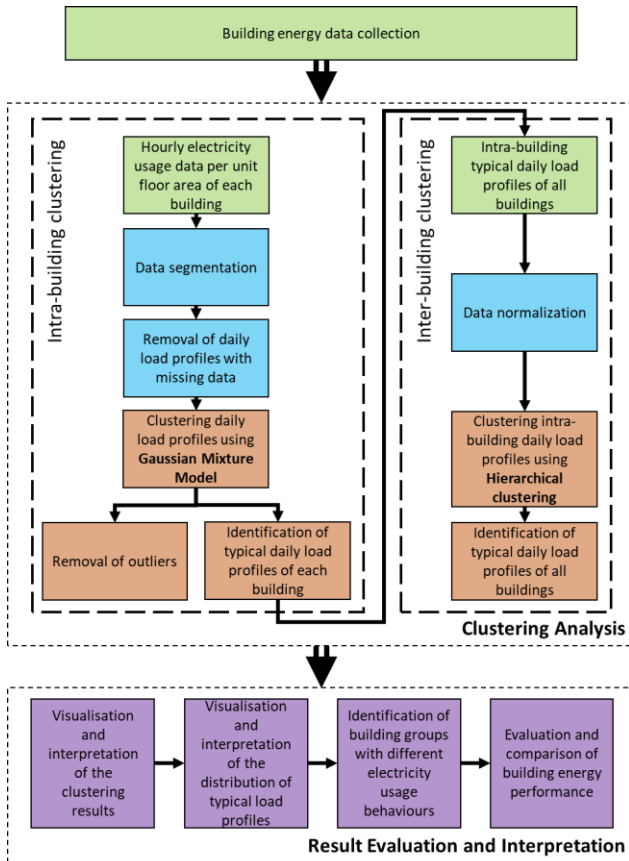 Building energy data collection
Intra-building clustering
Hourly electricity
usage data per unit
floor area of each
building
Data segmentation
Removal of daily
load profiles with
missing data
Clustering daily
load profiles using
Gaussian Mixture
Model
Removal of outliers
Identification of
typical daily load
profiles of each
building
Inter-building clustering
Intra-building
typical daily load
profiles of all
buildings
Data normalization
Clustering intra-
building daily load
profiles using
Hierarchical
clustering
Identification of
typical daily load
profiles of all
buildings
Clustering Analysis
Visualisation
and
interpretation
of the
clustering
results
Visualisation
and
interpretation
of the
distribution of
typical load
profiles
Identification of
building groups
with different
electricity
usage
behaviours
Evaluation and
comparison of
building energy
performance
Result Evaluation and Interpretation